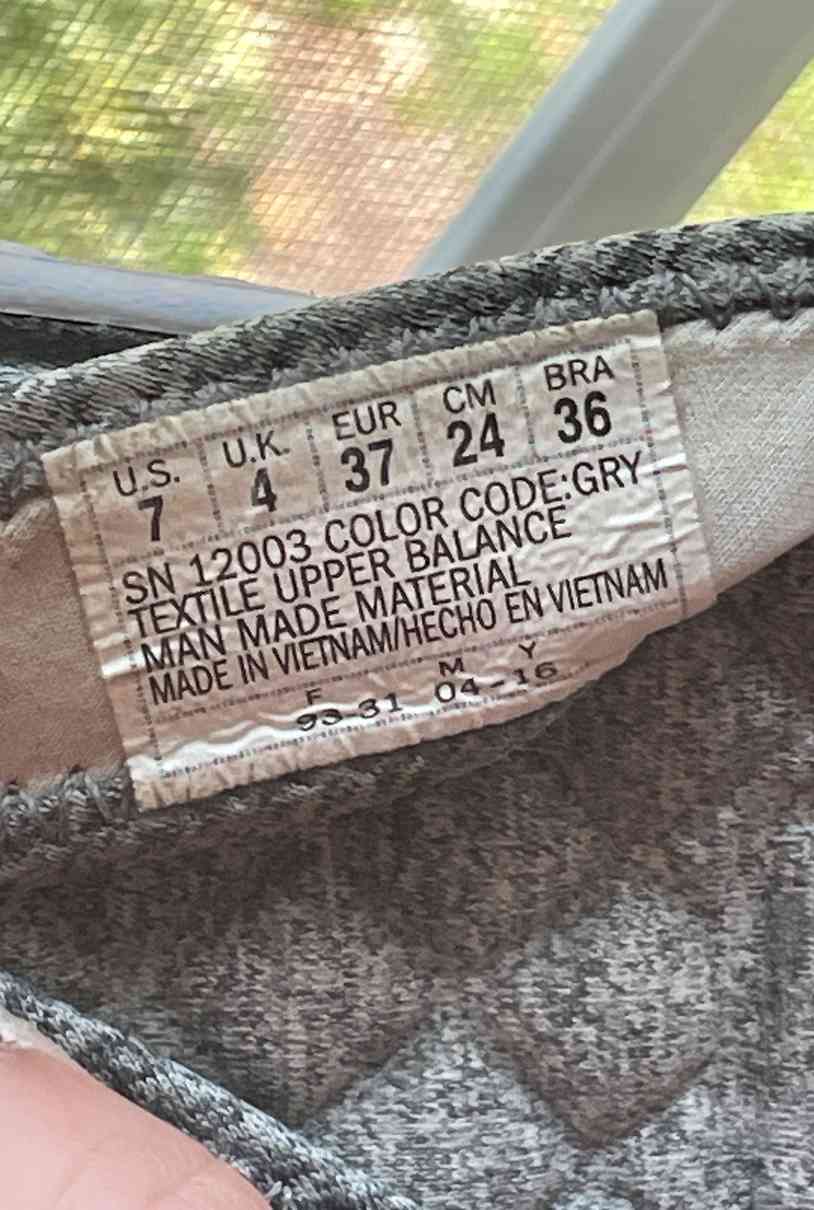 U.S. U.K. EUR CM BRA
7 4 37 24 36
SN 12003 COLOR CODE:GRY
TEXTILE UPPER BALANCE
MAN MADE MATERIAL
MADE IN VIETNAM/HECHO EN VIETNAM
F M Y
93-31 04-16